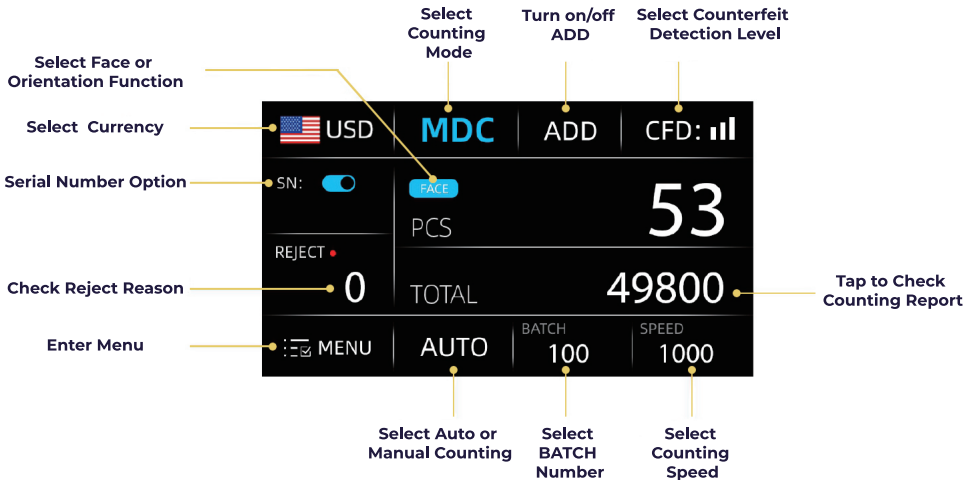 Select
Counting
Mode
Turn on/off
ADD
Select Counterfeit
Detection Level
Select Face or
Orientation Function
Select Currency
Serial Number Option
Check Reject Reason
Enter Menu
USD
MDC
ADD
CFD:
SN:
FACE
PCS
53
REJECT
0
TOTAL
49800
MENU
AUTO
BATCH
100
SPEED
1000
Tap to Check
Counting Report
Select Auto or
Manual Counting
Select
BATCH
Number
Select
Counting
Speed